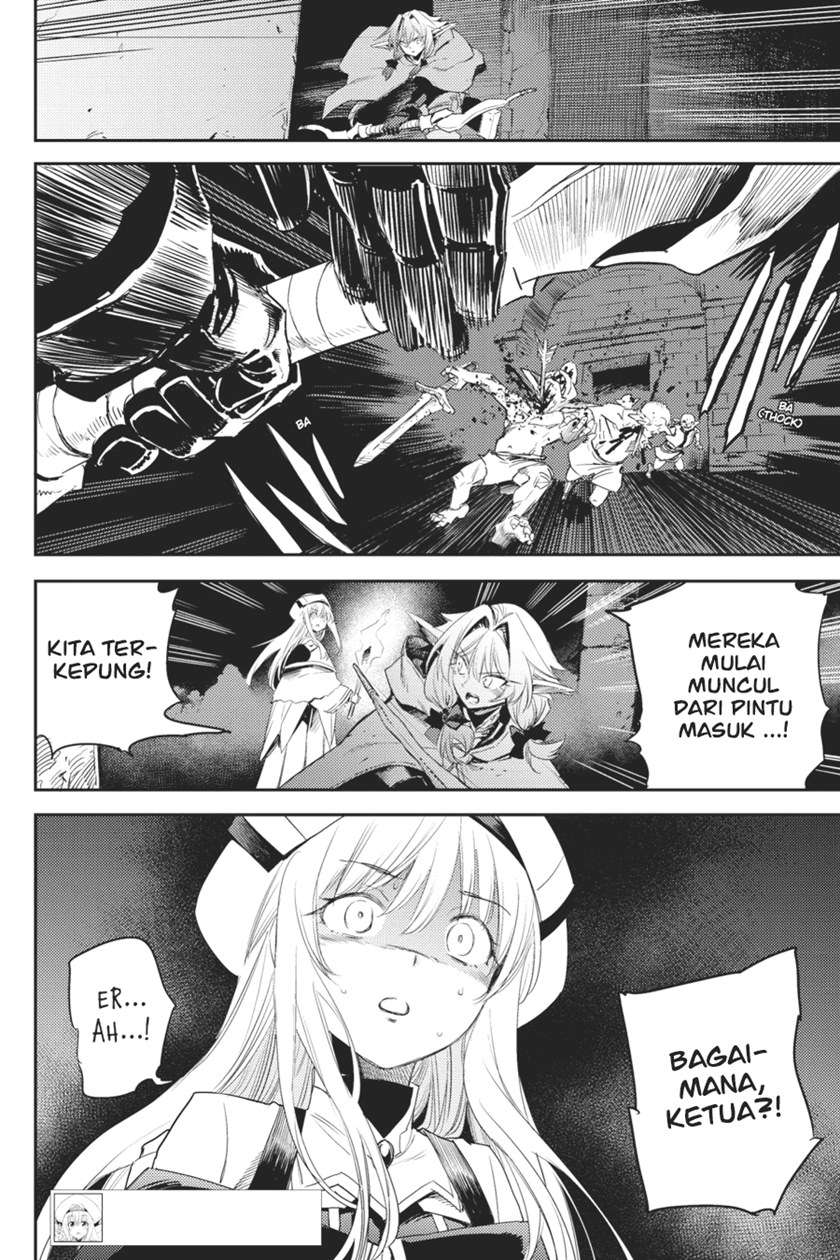 BA
(THOCK)
BA
MEREKA
MULAI
MUNCUL
DARI PINTU
MASUK ...!
KITA TER-
KEPUNG!
BAGAI-
MANA,
KETUA?!
ER...
AH...!